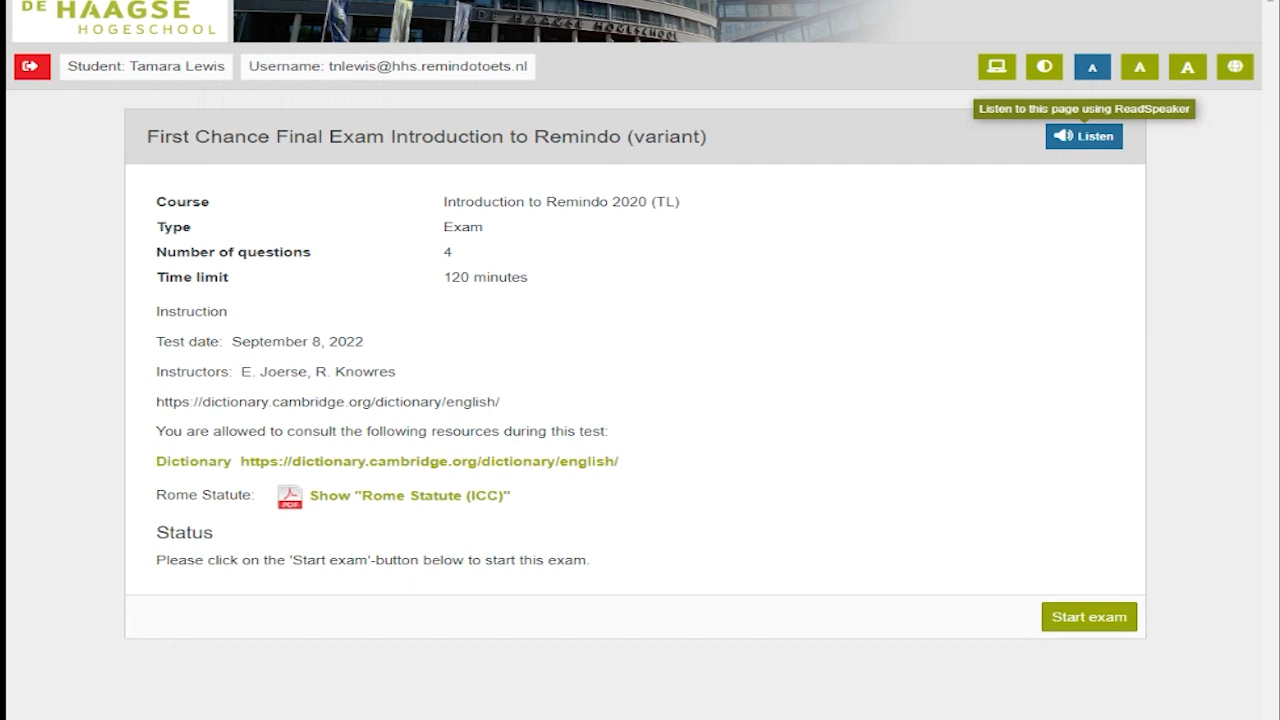 DE HAAGSE
HOGESCHOOL
DE HAAGSE HOGESCHOOL
Student: Tamara Lewis Username: tnlewis@hhs.remindotoets.nl A A A
Listen to this page using ReadSpeaker
First Chance Final Exam Introduction to Remindo (variant) Listen
Course Introduction to Remindo 2020 (TL)
Type Exam
Number of questions 4
Time limit 120 minutes
Instruction
Test date: September 8, 2022
Instructors: E. Joerse, R. Knowres
https://dictionary.cambridge.org/dictionary/english/
You are allowed to consult the following resources during this test:
Dictionary https://dictionary.cambridge.org/dictionary/english/
Rome Statute: PDF Show "Rome Statute (ICC)"
Status
Please click on the 'Start exam'-button below to start this exam.
Start exam